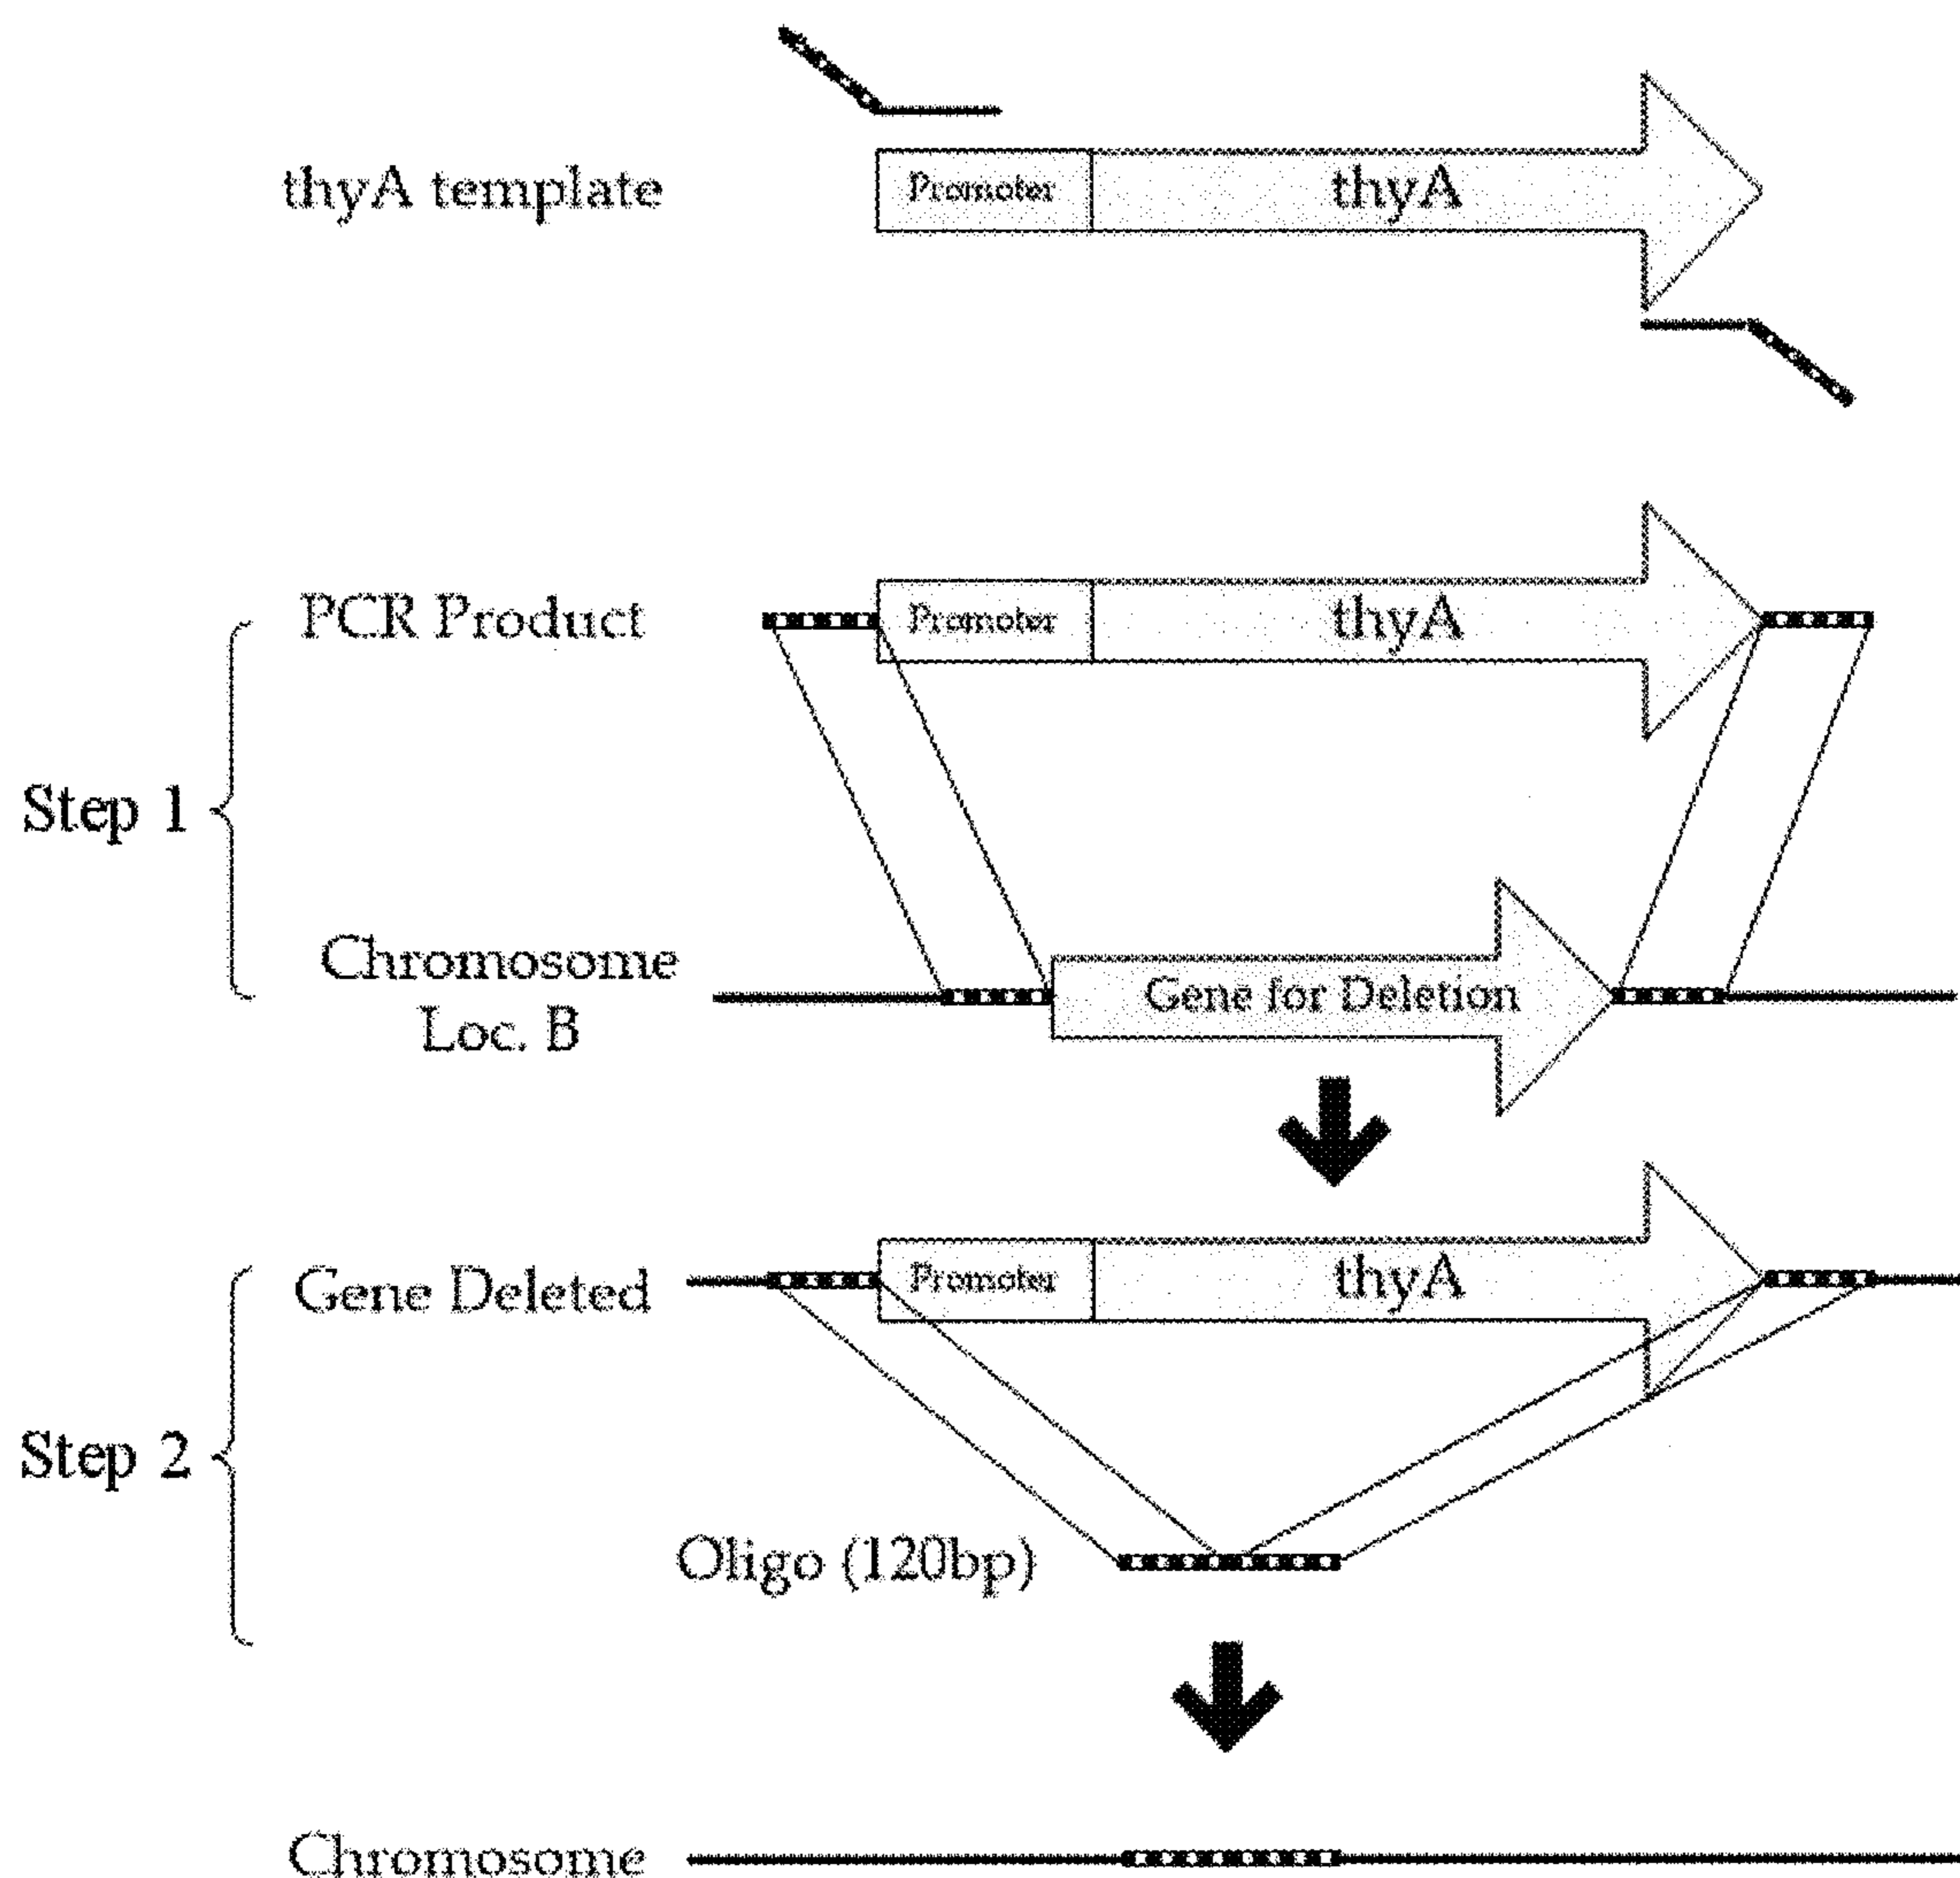 thyA template
Promoter
thyA
PCR Product
Promoter
thyA
Step 1
Chromosome
Loc. B
Gene for Deletion
Gene Deleted
Promoter
thyA
Step 2
Oligo (120bp)
Chromosome